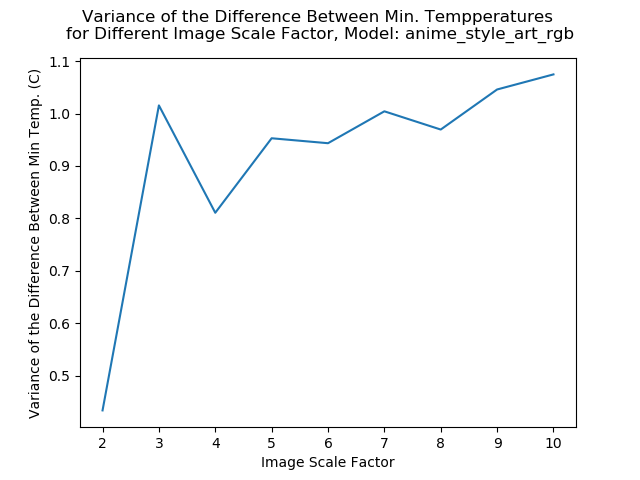 Variance of the Difference Between Min. Tempperatures
for Different Image Scale Factor, Model: anime_style_art_rgb
Variance of the Difference Between Min Temp. (C)
1.1
1.0
0.9
0.8
0.7
0.6
0.5
2 3 4 5 6 7 8 9 10
Image Scale Factor